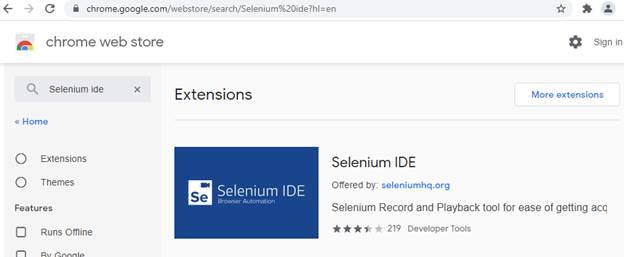 chrome.google.com/webstore/search/Selenium%20ide?hl=en
chrome web store
Sign in
Selenium ide
« Home
Extensions
Themes
Features
Runs Offline
By Google
Extensions
More extensions
Se Selenium IDE
Browser Automation
Selenium IDE
Offered by: seleniumhq.org
Selenium Record and Playback tool for ease of getting acq
219 Developer Tools